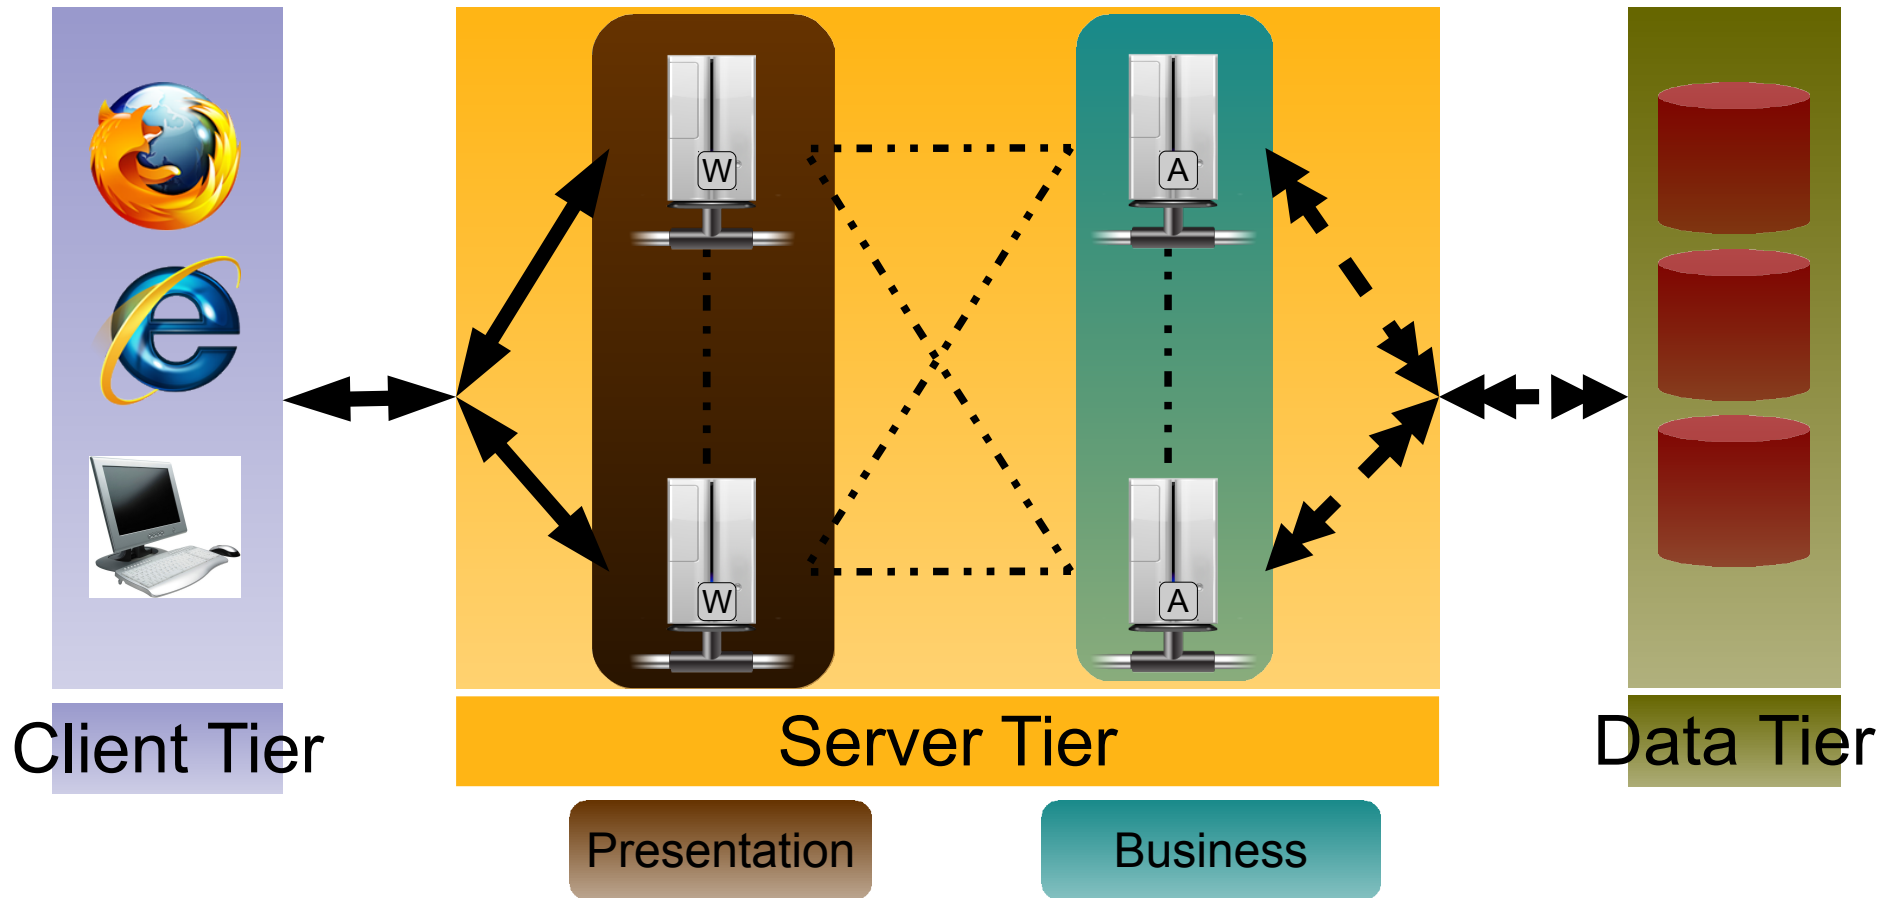 W
A
W
A
Client Tier
Server Tier
Data Tier
Presentation
Business